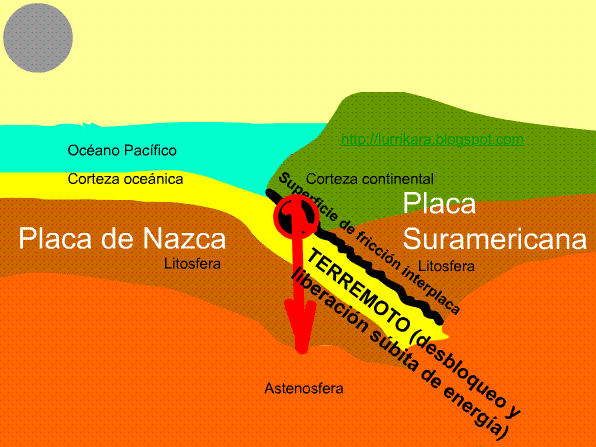 http://lurrikara.blogspot.com
Océano Pacífico
Corteza oceánica
Corteza continental
Superficie de fricción interplaca
Placa
Suramericana
Placa de Nazca
Litosfera
Litosfera
TERREMOTO (desbloqueo y
liberación súbita de energía)
Astenosfera